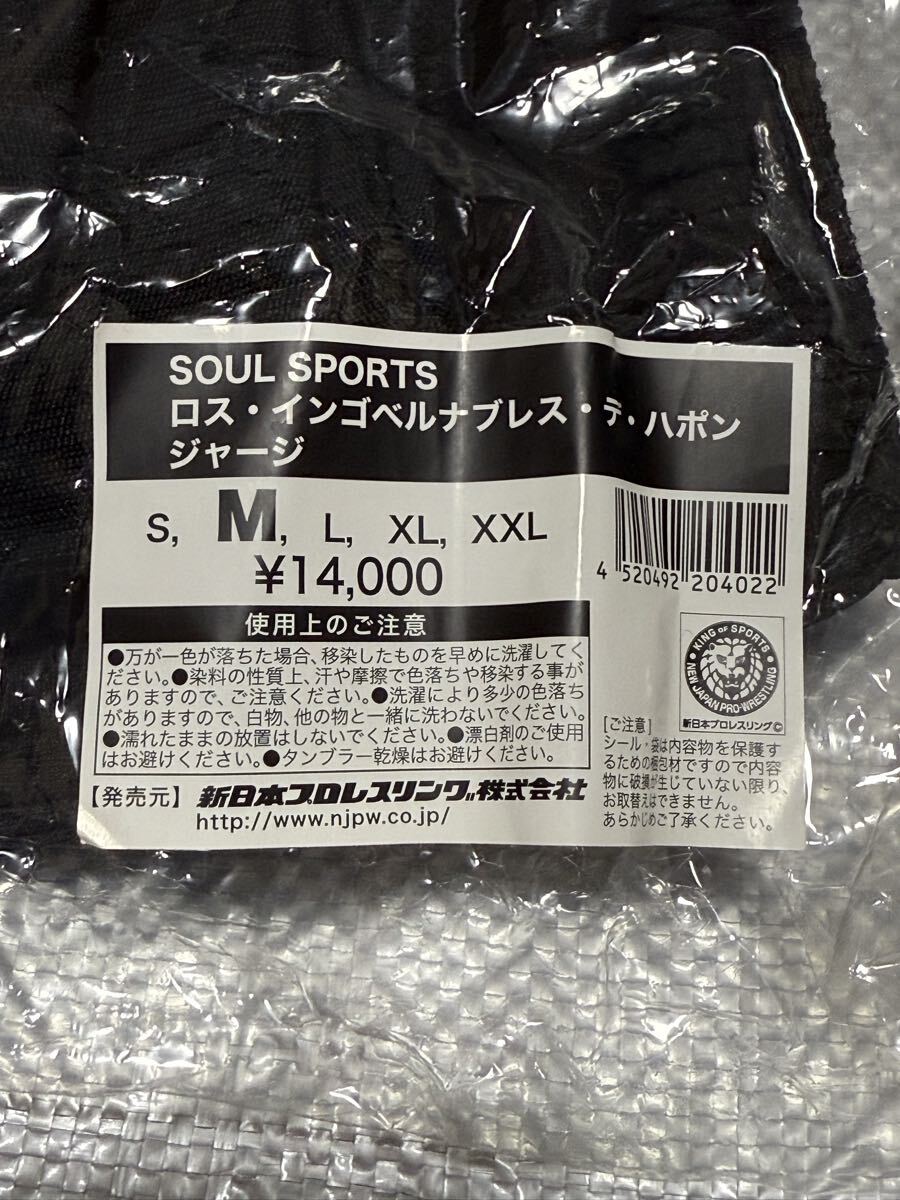 SOUL SPORTS
ロス・インゴベルナブレス・デ・ハポン
ジャージ
S, M, L, XL, XXL
¥14,000
4 520492 204022
使用上のご注意
●万が一色が落ちた場合、移染したものを早めに洗濯してく
ださい。●染料の性質上、汗や摩擦で色落ちや移染する事が
ありますので、ご注意ください。●洗濯により多少の色落ち
がありますので、白物、他の物と一緒に洗わないでください。
●濡れたままの放置はしないでください。●漂白剤のご使用
はお避けください。●タンブラー乾燥はお避けください。
【発売元】 新日本プロレスリング株式会社
http://www.njpw.co.jp/
KING OF SPORTS
NEW JAPAN PRO-WRESTLING
新日本プロレスリング©
[ご注意]
シール・袋は内容物を保護す
るための梱包材ですので内容
物に破損が生じていない限り、
お取替えはできません。
あらかじめご了承ください。